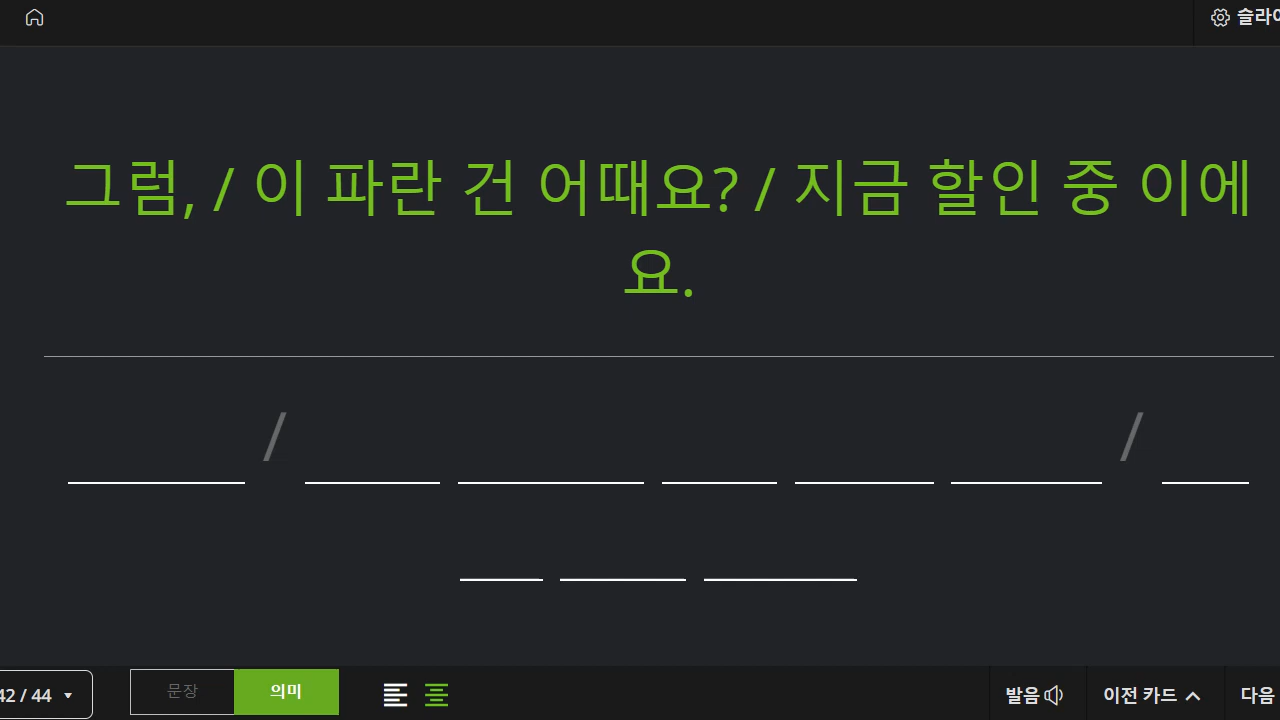 슬라이
그럼, / 이 파란 건 어때요? / 지금 할인 중 이에
요.
/ /
42 / 44
문장
의미
발음
이전 카드
다음